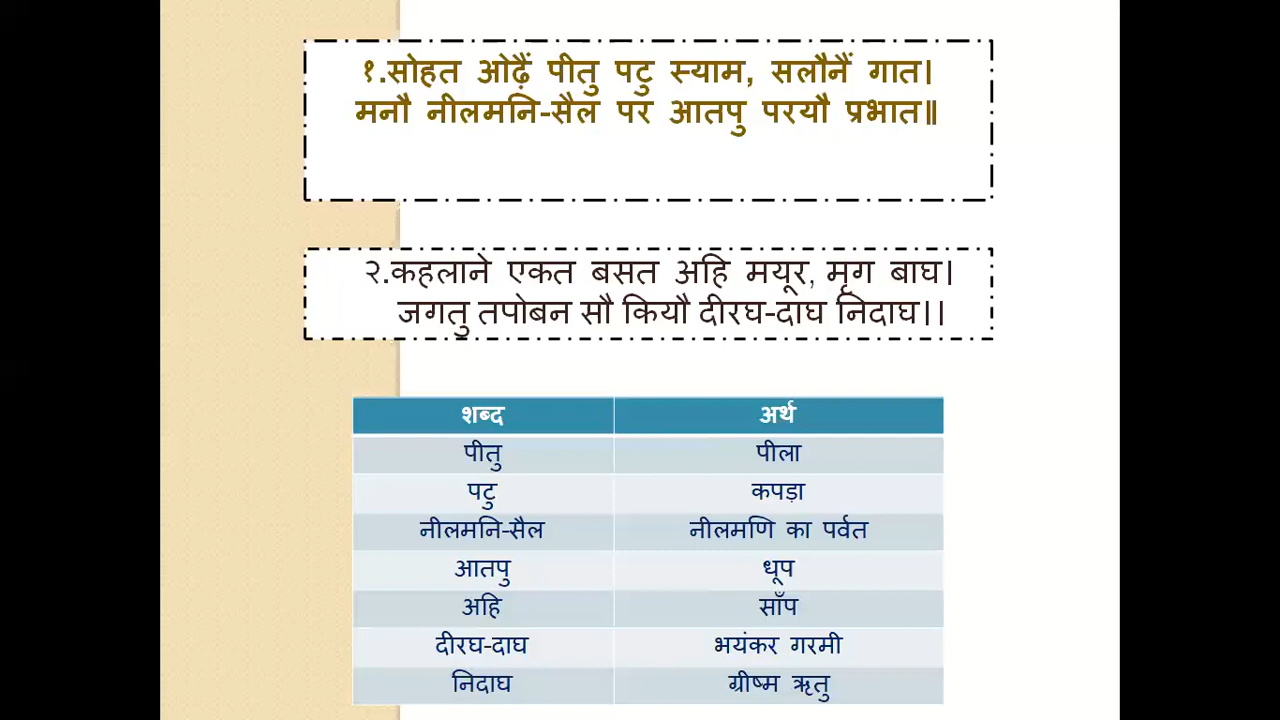 १.सोहत ओढ़ैं पीतु पटु स्याम, सलौनैं गात।
मनौ नीलमनि-सैल पर आतपु परयौ प्रभात॥
२.कहलाने एकत बसत अहि मयूर, मृग बाघ।
जगतु तपोबन सौ कियौ दीरघ-दाघ निदाघ।।
शब्द अर्थ
पीतु पीला
पटु कपड़ा
नीलमनि-सैल नीलमणि का पर्वत
आतपु धूप
अहि साँप
दीरघ-दाघ भयंकर गरमी
निदाघ ग्रीष्म ऋतु